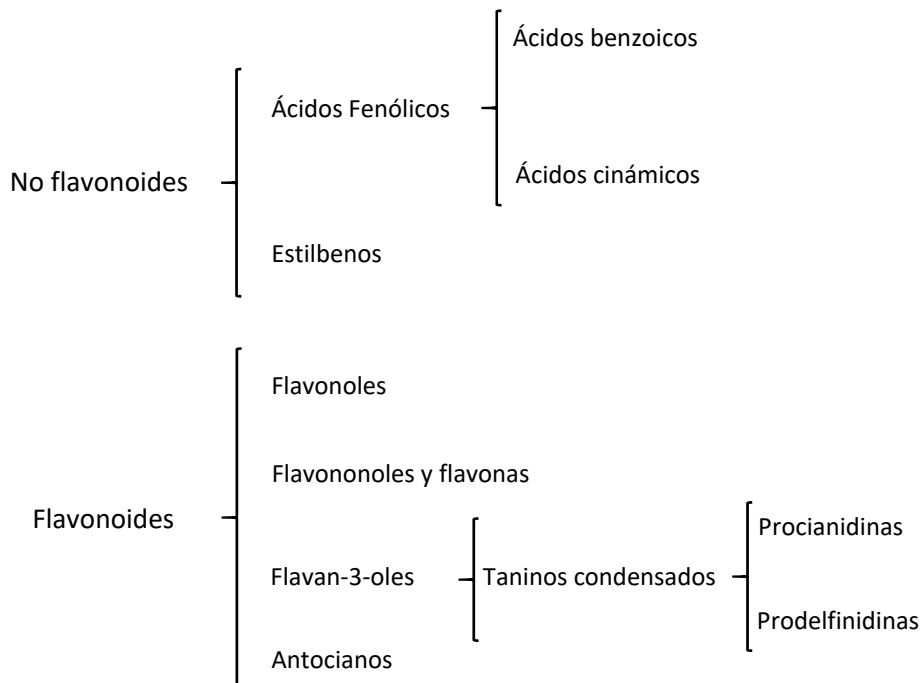 Ácidos benzoicos
Ácidos Fenólicos
No flavonoides
Ácidos cinámicos
Estilbenos
Flavonoles
Flavononoles y flavonas
Procianidinas
Flavonoides
Flavan-3-oles
Taninos condensados
Prodelfinidinas
Antocianos